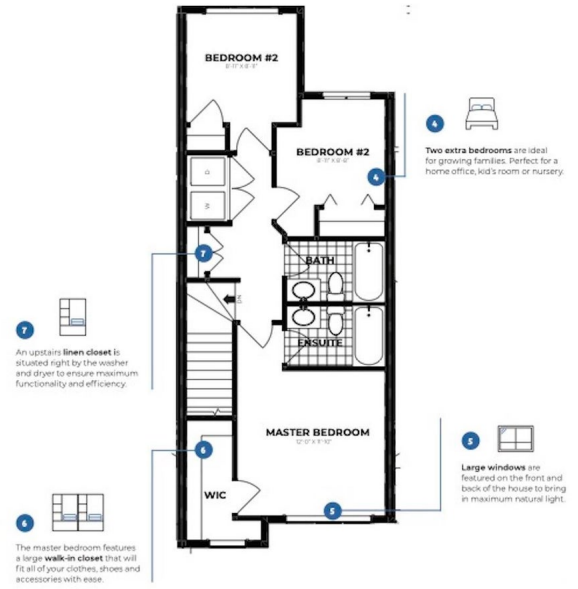 BEDROOM #2
BEDROOM #2
4
4
Two extra bedrooms are ideal
for growing families. Perfect for a
home office, kid's room or nursery.
D
W
7
BATH
DN
ENSUITE
7
An upstairs linen closet is
situated right by the washer
and dryer to ensure maximum
functionality and efficiency.
MASTER BEDROOM
6
5
Large windows are
featured on the front and
back of the house to bring
in maximum natural light.
WIC
5
6
The master bedroom features
a large walk-in closet that will
fit all of your clothes, shoes and
accessories with ease.